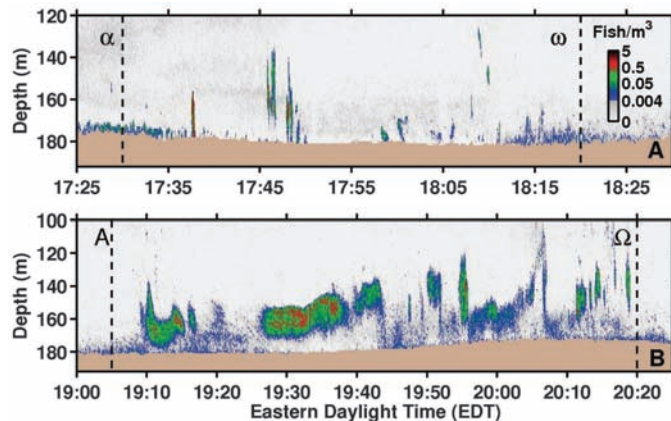 120
α
ω
Fish/m³
5
0.5
0.05
0.004
0
140
160
180
Depth (m)
A
17:25 17:35 17:45 17:55 18:05 18:15 18:25
100
A
Ω
120
140
160
180
Depth (m)
B
19:00 19:10 19:20 19:30 19:40 19:50 20:00 20:10 20:20
Eastern Daylight Time (EDT)